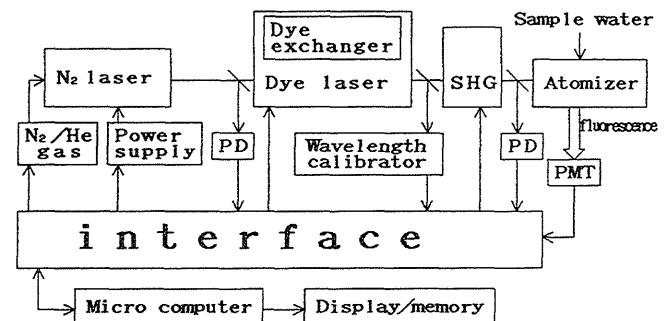 Sample water
Dye
exchanger
N₂ laser
Dye laser
SHG
Atomizer
fluorescence
N₂/He
gas
Power
supply
PD
Wavelength
calibrator
PD
PMT
interface
Micro computer
Display/memory